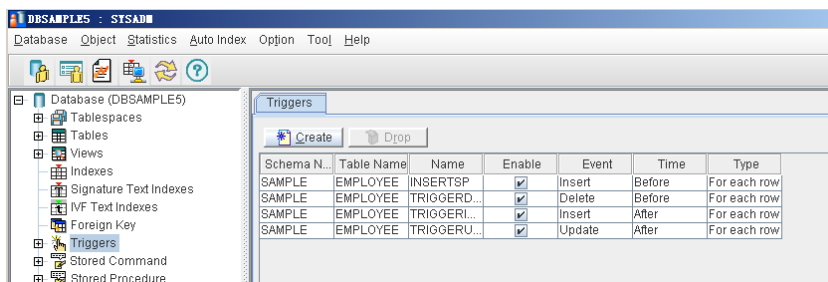 DBSAMPLE5 : SYSADM
Database Object Statistics Auto Index Option Tool Help
Database (DBSAMPLE5)
Tablespaces
Tables
Views
Indexes
Signature Text Indexes
IVF Text Indexes
Foreign Key
Triggers
Stored Command
Stored Procedure
Triggers
Create Drop
Schema N... Table Name Name Enable Event Time Type
SAMPLE EMPLOYEE INSERTSP Insert Before For each row
SAMPLE EMPLOYEE TRIGGERD... Delete Before For each row
SAMPLE EMPLOYEE TRIGGERI... Insert After For each row
SAMPLE EMPLOYEE TRIGGERU... Update After For each row